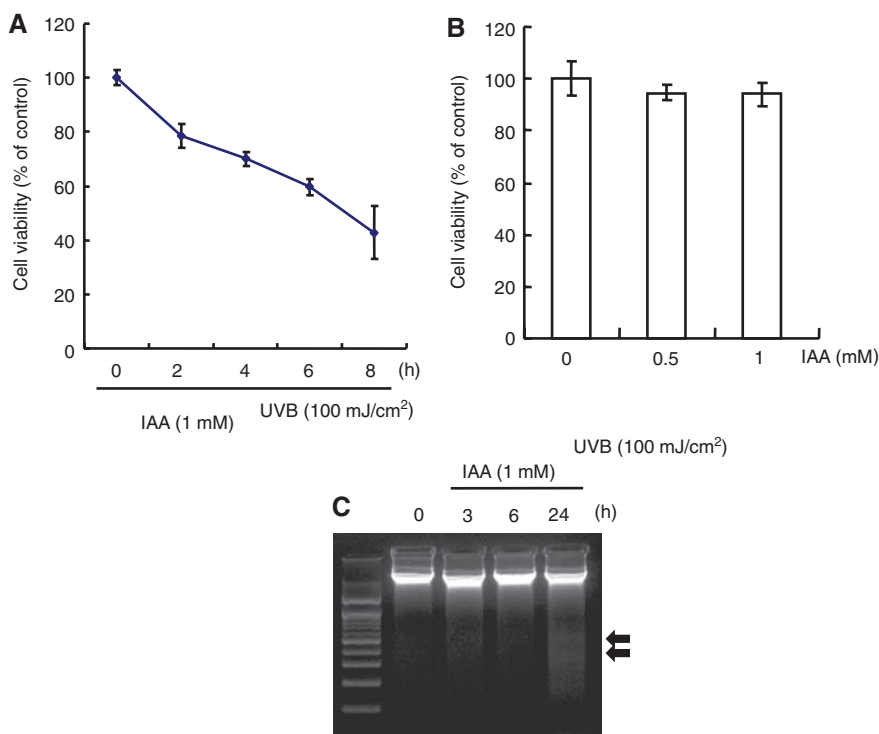 A
Cell viability (% of control)
120
100
80
60
40
20
0
0 2 4 6 8 (h)
IAA (1 mM) UVB (100 mJ/cm²)
B
Cell viability (% of control)
120
100
80
60
40
20
0
0 0.5 1 IAA (mM)
UVB (100 mJ/cm²)
IAA (1 mM)
C
0 3 6 24 (h)